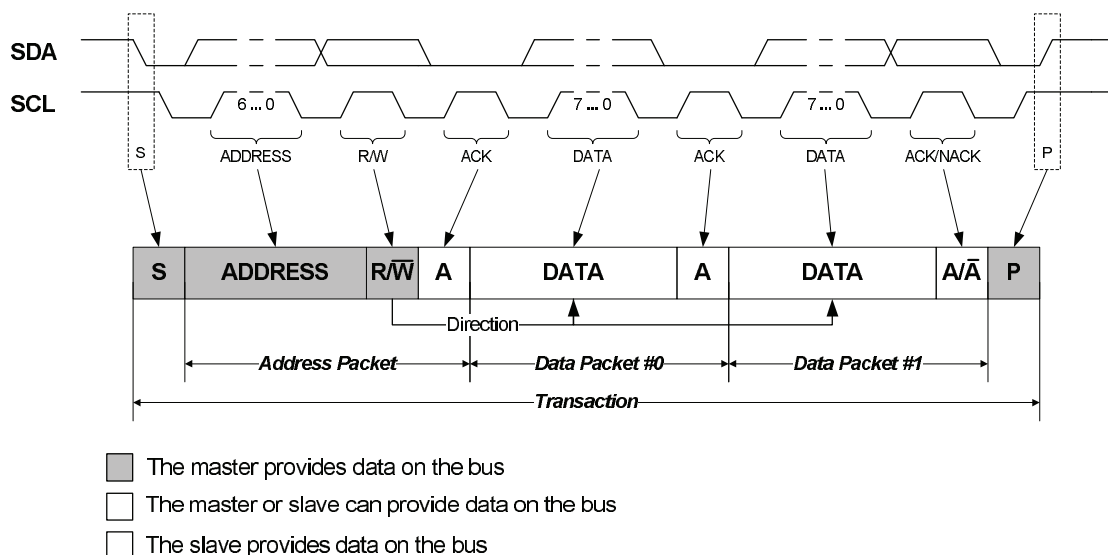 SDA
SCL
6 ... 0
7 ... 0
7 ... 0
S
ADDRESS
R/W
ACK
DATA
ACK
DATA
ACK/NACK
P
S
ADDRESS
R/W̅
A
DATA
A
DATA
A/A̅
P
Direction
Address Packet
Data Packet #0
Data Packet #1
Transaction
The master provides data on the bus
The master or slave can provide data on the bus
The slave provides data on the bus